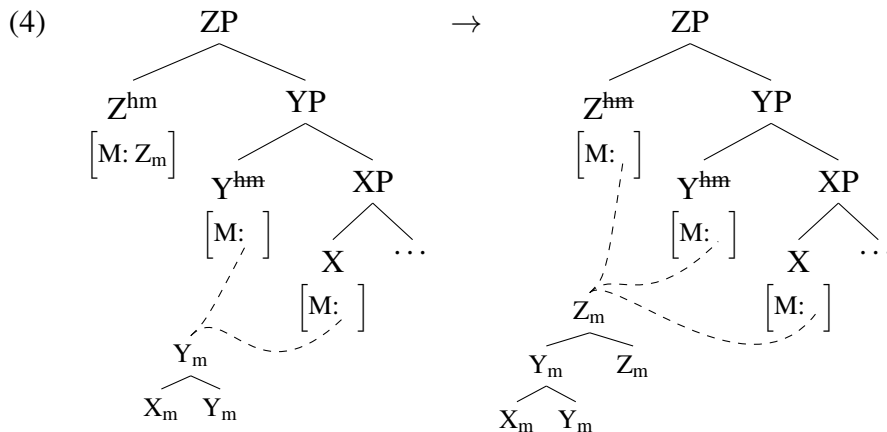 (4) ZP → ZP
Z^hm YP Z^hm YP
[M: Z_m] [M: ]
Y^hm XP Y^hm XP
[M: ] [M: ]
X ... X ...
[M: ] [M: ]
Z_m
Y_m Y_m Z_m
X_m Y_m X_m Y_m